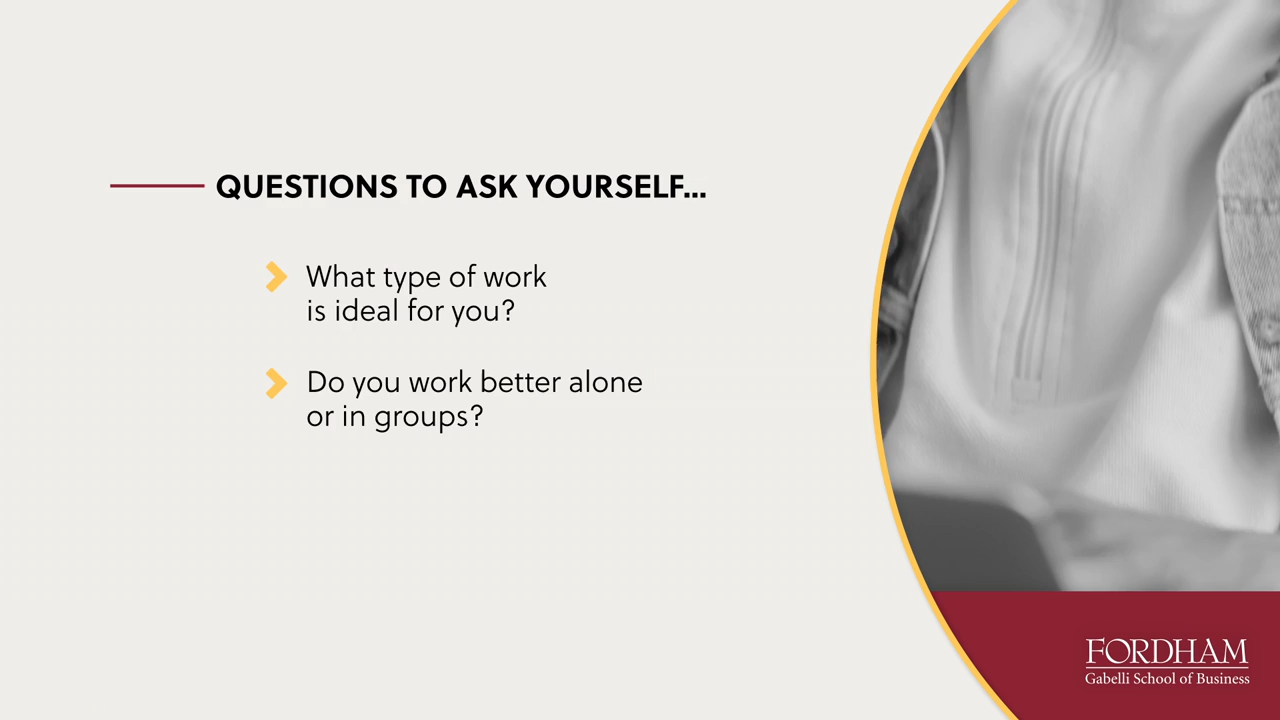 QUESTIONS TO ASK YOURSELF...
What type of work
is ideal for you?
Do you work better alone
or in groups?
FORDHAM
Gabelli School of Business